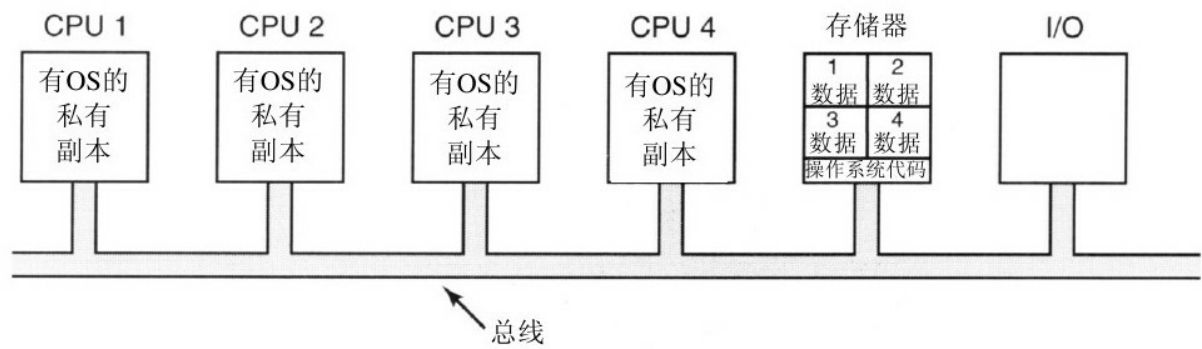 CPU 1
CPU 2
CPU 3
CPU 4
存储器
I/O
有OS的
私有
副本
有OS的
私有
副本
有OS的
私有
副本
有OS的
私有
副本
1
数据
2
数据
3
数据
4
数据
操作系统代码
总线